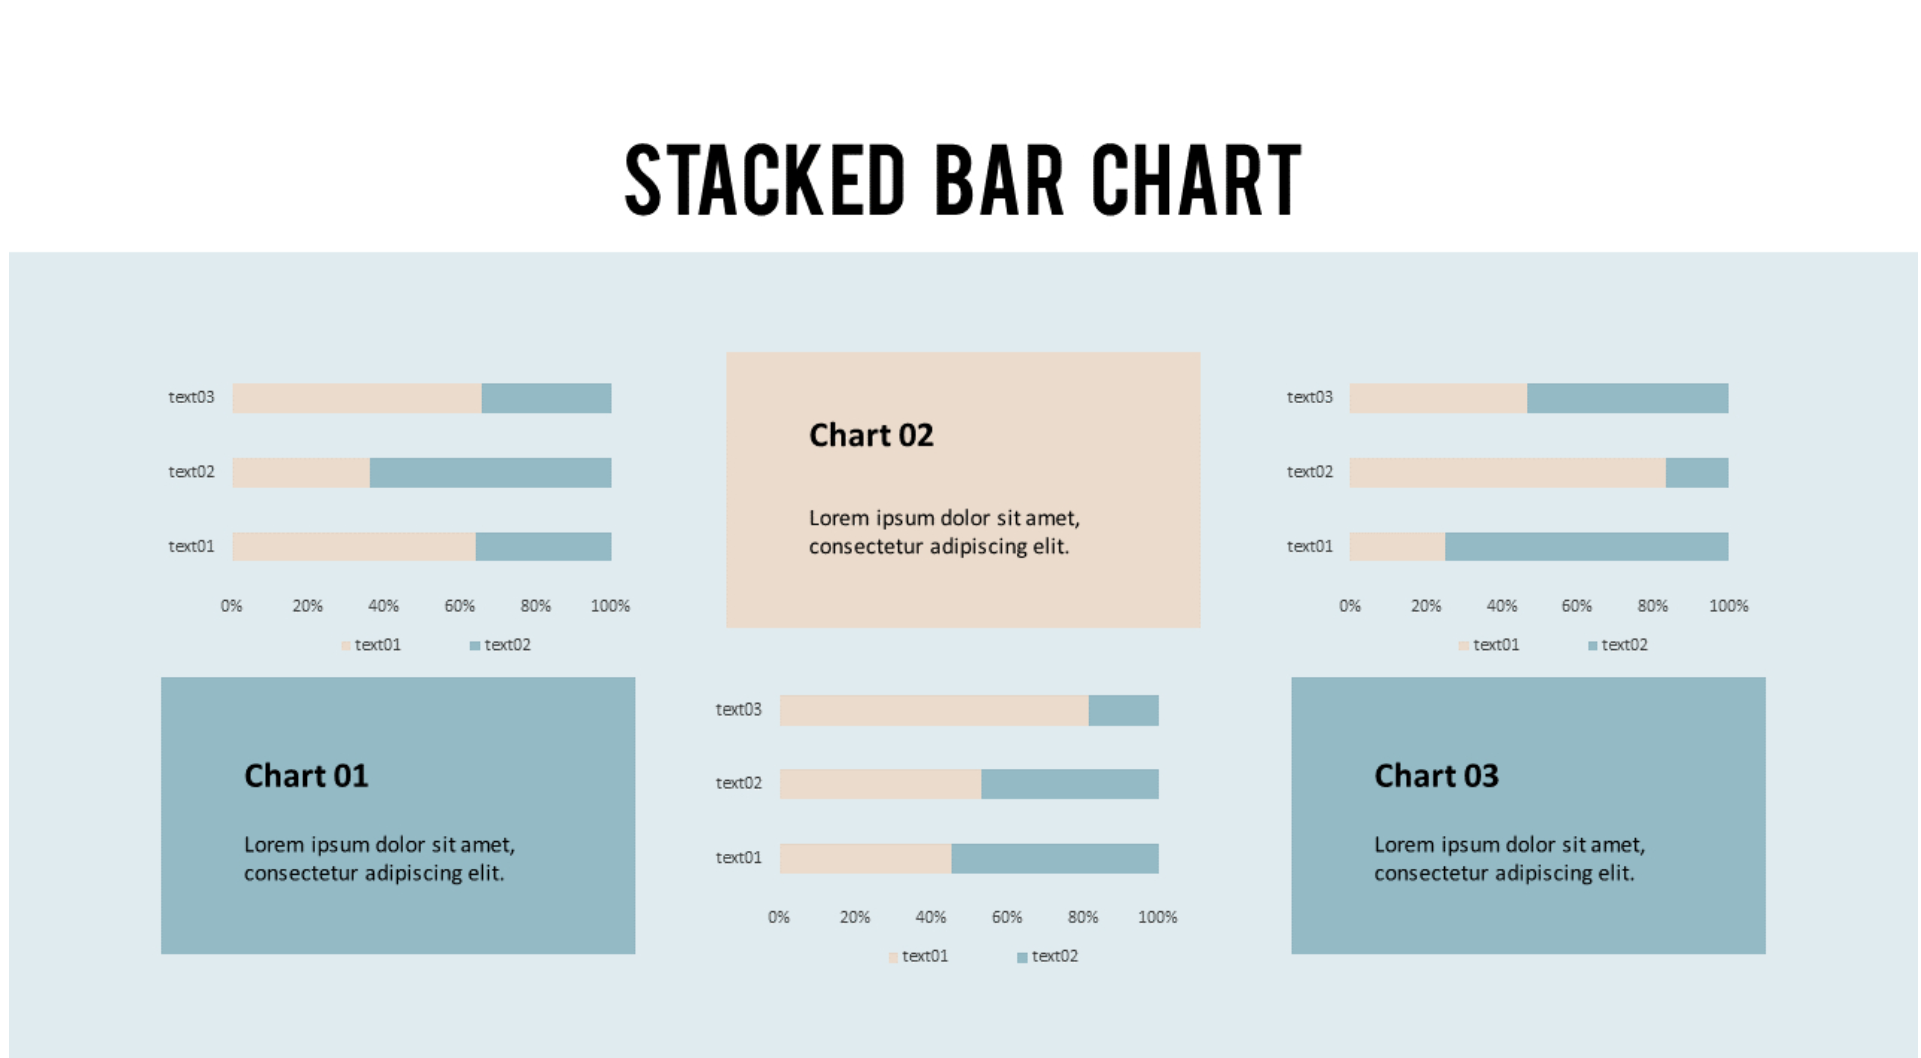 STACKED BAR CHART
text03
text02
text01
0% 20% 40% 60% 80% 100%
text01 text02
Chart 01
Lorem ipsum dolor sit amet,
consectetur adipiscing elit.
Chart 02
Lorem ipsum dolor sit amet,
consectetur adipiscing elit.
text03
text02
text01
0% 20% 40% 60% 80% 100%
text01 text02
text03
text02
text01
0% 20% 40% 60% 80% 100%
text01 text02
Chart 03
Lorem ipsum dolor sit amet,
consectetur adipiscing elit.